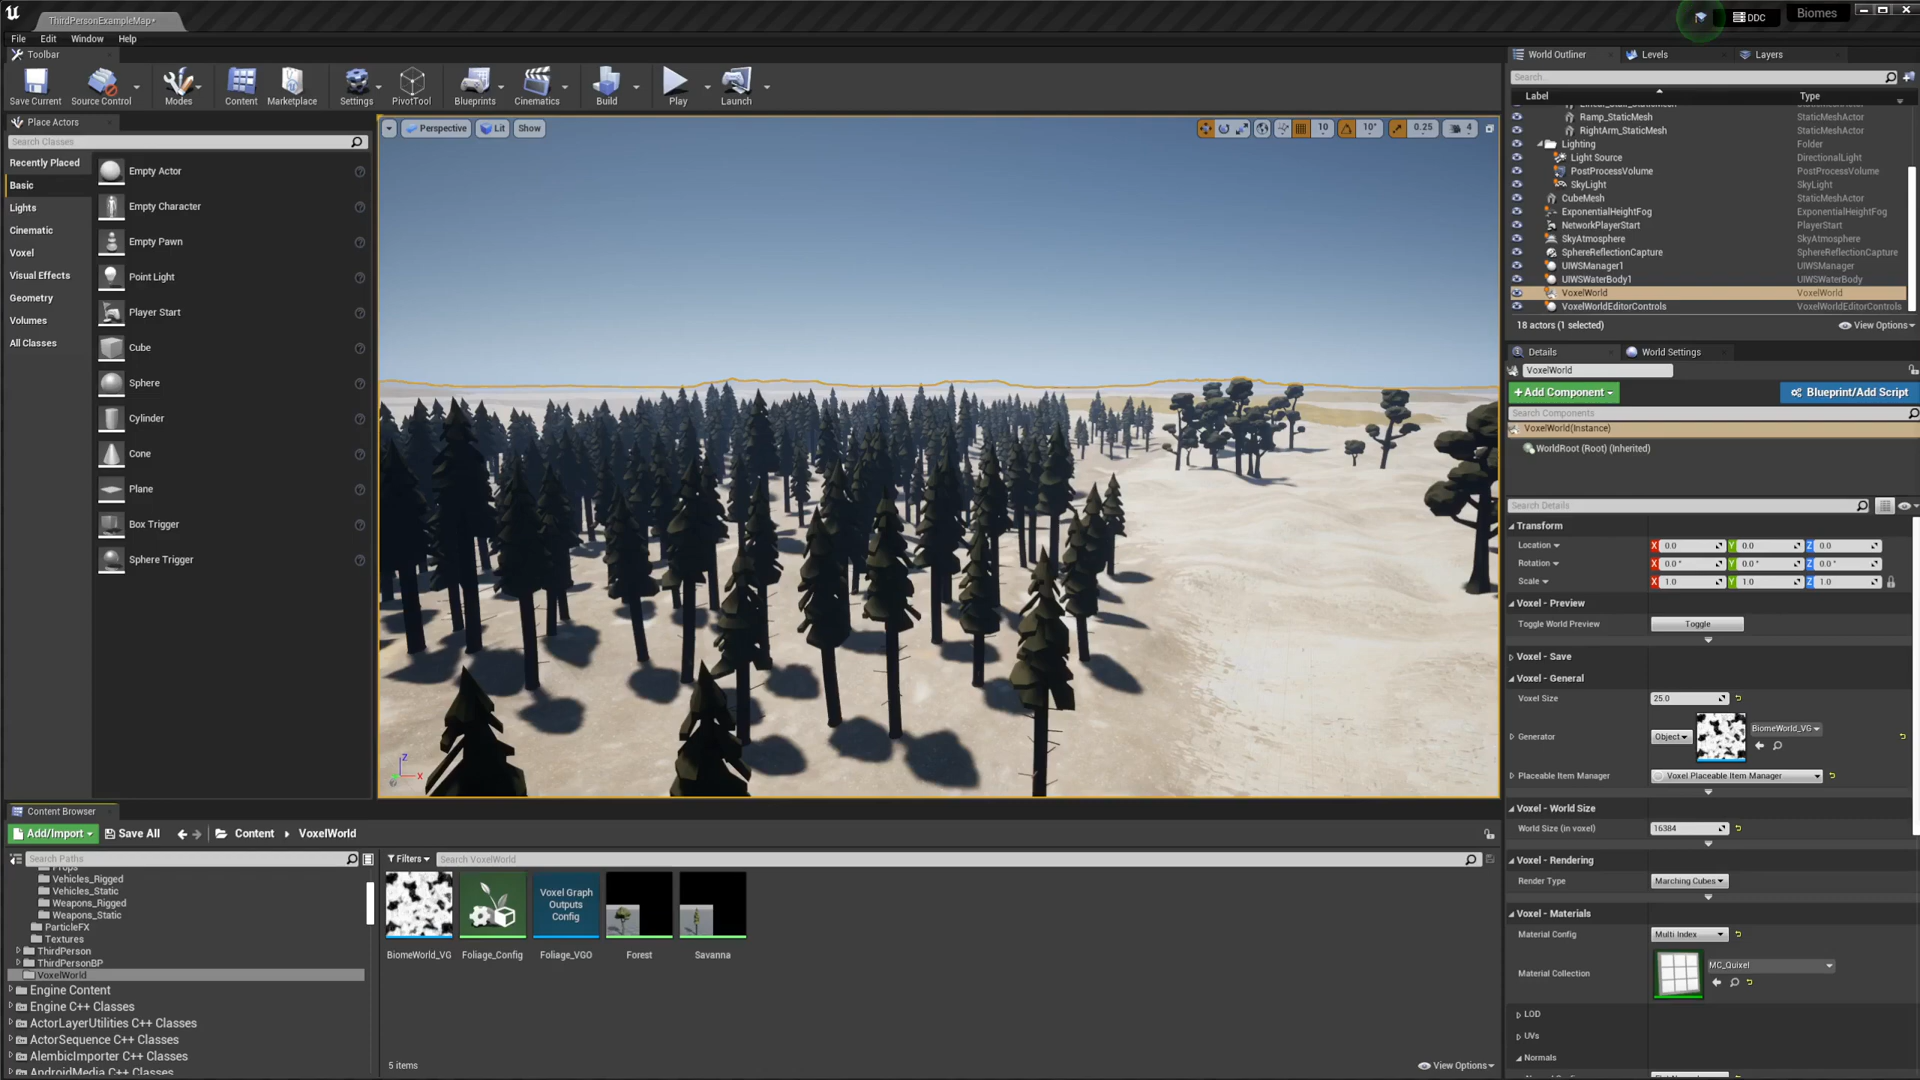 ThirdPersonExampleMap*
DDC
Biomes
File Edit Window Help
Toolbar
Save Current
Source Control
Modes
Content
Marketplace
Settings
PivotTool
Blueprints
Cinematics
Build
Play
Launch
Place Actors
Search Classes
Recently Placed
Basic
Lights
Cinematic
Voxel
Visual Effects
Geometry
Volumes
All Classes
Empty Actor
Empty Character
Empty Pawn
Point Light
Player Start
Cube
Sphere
Cylinder
Cone
Plane
Box Trigger
Sphere Trigger
Perspective
Lit
Show
10
10°
0.25
4
Z
X
World Outliner
Levels
Layers
Search...
Label Type
Ramp_StaticMesh StaticMeshActor
RightArm_StaticMesh StaticMeshActor
Lighting Folder
Light Source DirectionalLight
PostProcessVolume PostProcessVolume
SkyLight SkyLight
CubeMesh StaticMeshActor
ExponentialHeightFog ExponentialHeightFog
NetworkPlayerStart PlayerStart
SkyAtmosphere SkyAtmosphere
SphereReflectionCapture SphereReflectionCapture
UIWSManager1 UIWSManager
UIWSWaterBody1 UIWSWaterBody
VoxelWorld VoxelWorld
VoxelWorldEditorControls VoxelWorldEditorControls
18 actors (1 selected)
View Options
Details
World Settings
VoxelWorld
+Add Component
Blueprint/Add Script
Search Components
VoxelWorld(Instance)
WorldRoot (Root) (Inherited)
Search Details
Transform
Location X 0.0 Y 0.0 Z 0.0
Rotation X 0.0 ° Y 0.0 ° Z 0.0 °
Scale X 1.0 Y 1.0 Z 1.0
Voxel - Preview
Toggle World Preview Toggle
Voxel - Save
Voxel - General
Voxel Size 25.0
Generator Object BiomeWorld_VG
Placeable Item Manager Voxel Placeable Item Manager
Voxel - World Size
World Size (in voxel) 16384
Voxel - Rendering
Render Type Marching Cubes
Voxel - Materials
Material Config Multi Index
Material Collection MC_Quixel
LOD
UVs
Normals
Content Browser
Add/Import
Save All
Content
VoxelWorld
Search Paths
Filters
Search VoxelWorld
Props
Vehicles_Rigged
Vehicles_Static
Weapons_Rigged
Weapons_Static
ParticleFX
Textures
ThirdPerson
ThirdPersonBP
VoxelWorld
Engine Content
Engine C++ Classes
ActorLayerUtilities C++ Classes
ActorSequence C++ Classes
AlembicImporter C++ Classes
AndroidMedia C++ Classes
Voxel Graph
Outputs
Config
BiomeWorld_VG
Foliage_Config
Foliage_VGO
Forest
Savanna
5 items
View Options